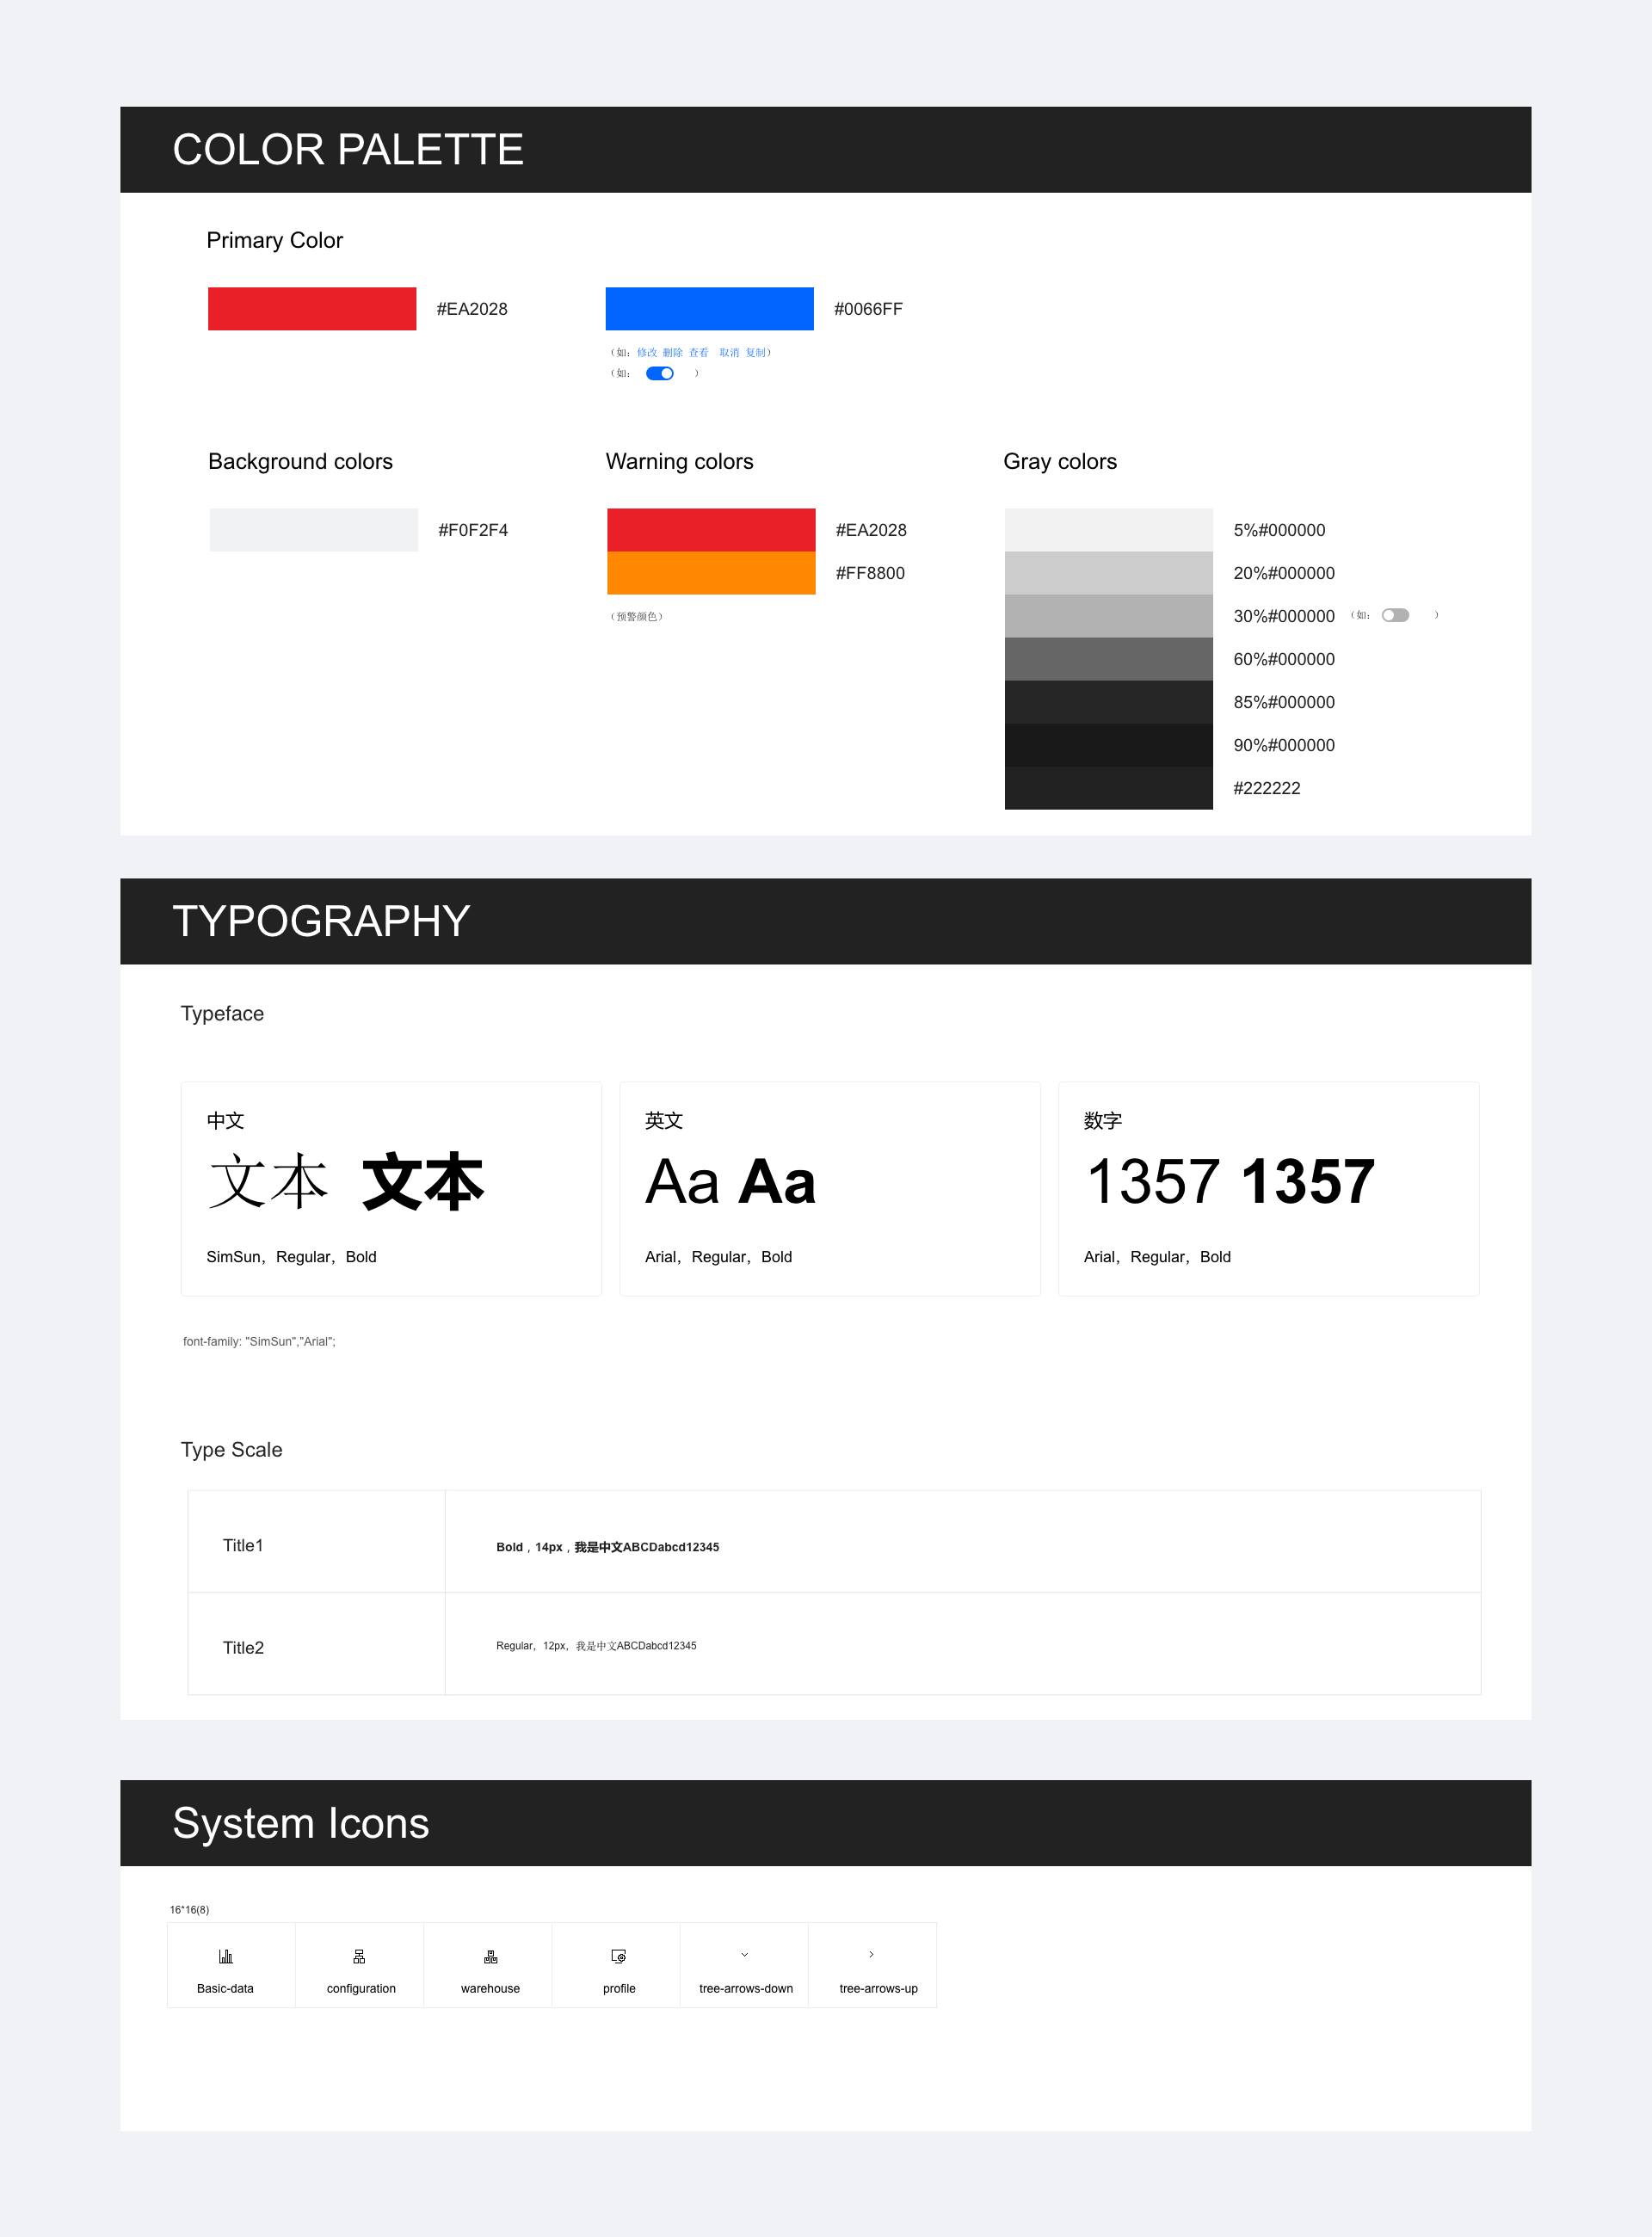 COLOR PALETTE
Primary Color
#EA2028
#0066FF
（如：修改 删除 查看  取消 复制）
（如：      ）
Background colors
Warning colors
Gray colors
#F0F2F4
#EA2028
#FF8800
（预警颜色）
5%#000000
20%#000000
30%#000000 （如：      ）
60%#000000
85%#000000
90%#000000
#222222
TYPOGRAPHY
Typeface
中文
文本 文本
SimSun，Regular，Bold
英文
Aa Aa
Arial，Regular，Bold
数字
1357 1357
Arial，Regular，Bold
font-family: "SimSun","Arial";
Type Scale
Title1
Bold，14px，我是中文ABCDabcd12345
Title2
Regular，12px，我是中文ABCDabcd12345
System Icons
16*16(8)
Basic-data
configuration
warehouse
profile
tree-arrows-down
tree-arrows-up